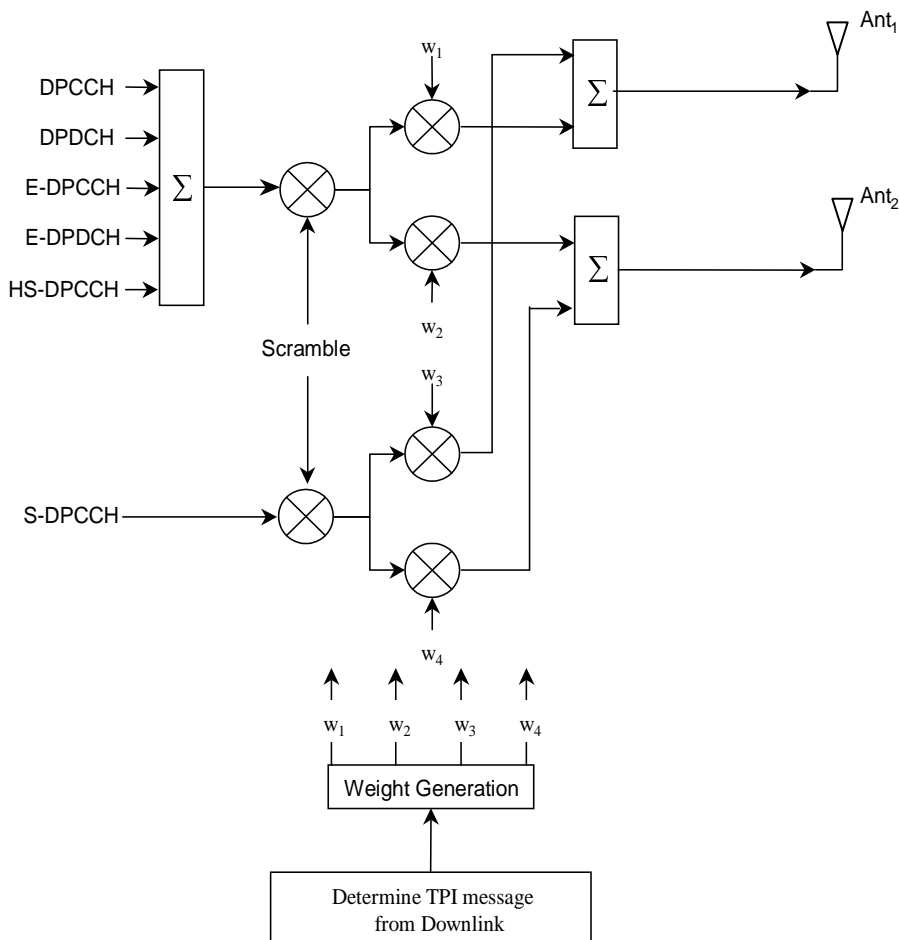 Ant1
w1
DPCCH
DPDCH
Σ
E-DPCCH
Σ
E-DPDCH
HS-DPCCH
Ant2
Σ
w2
Scramble
w3
S-DPCCH
w4
w1 w2 w3 w4
Weight Generation
Determine TPI message
from Downlink